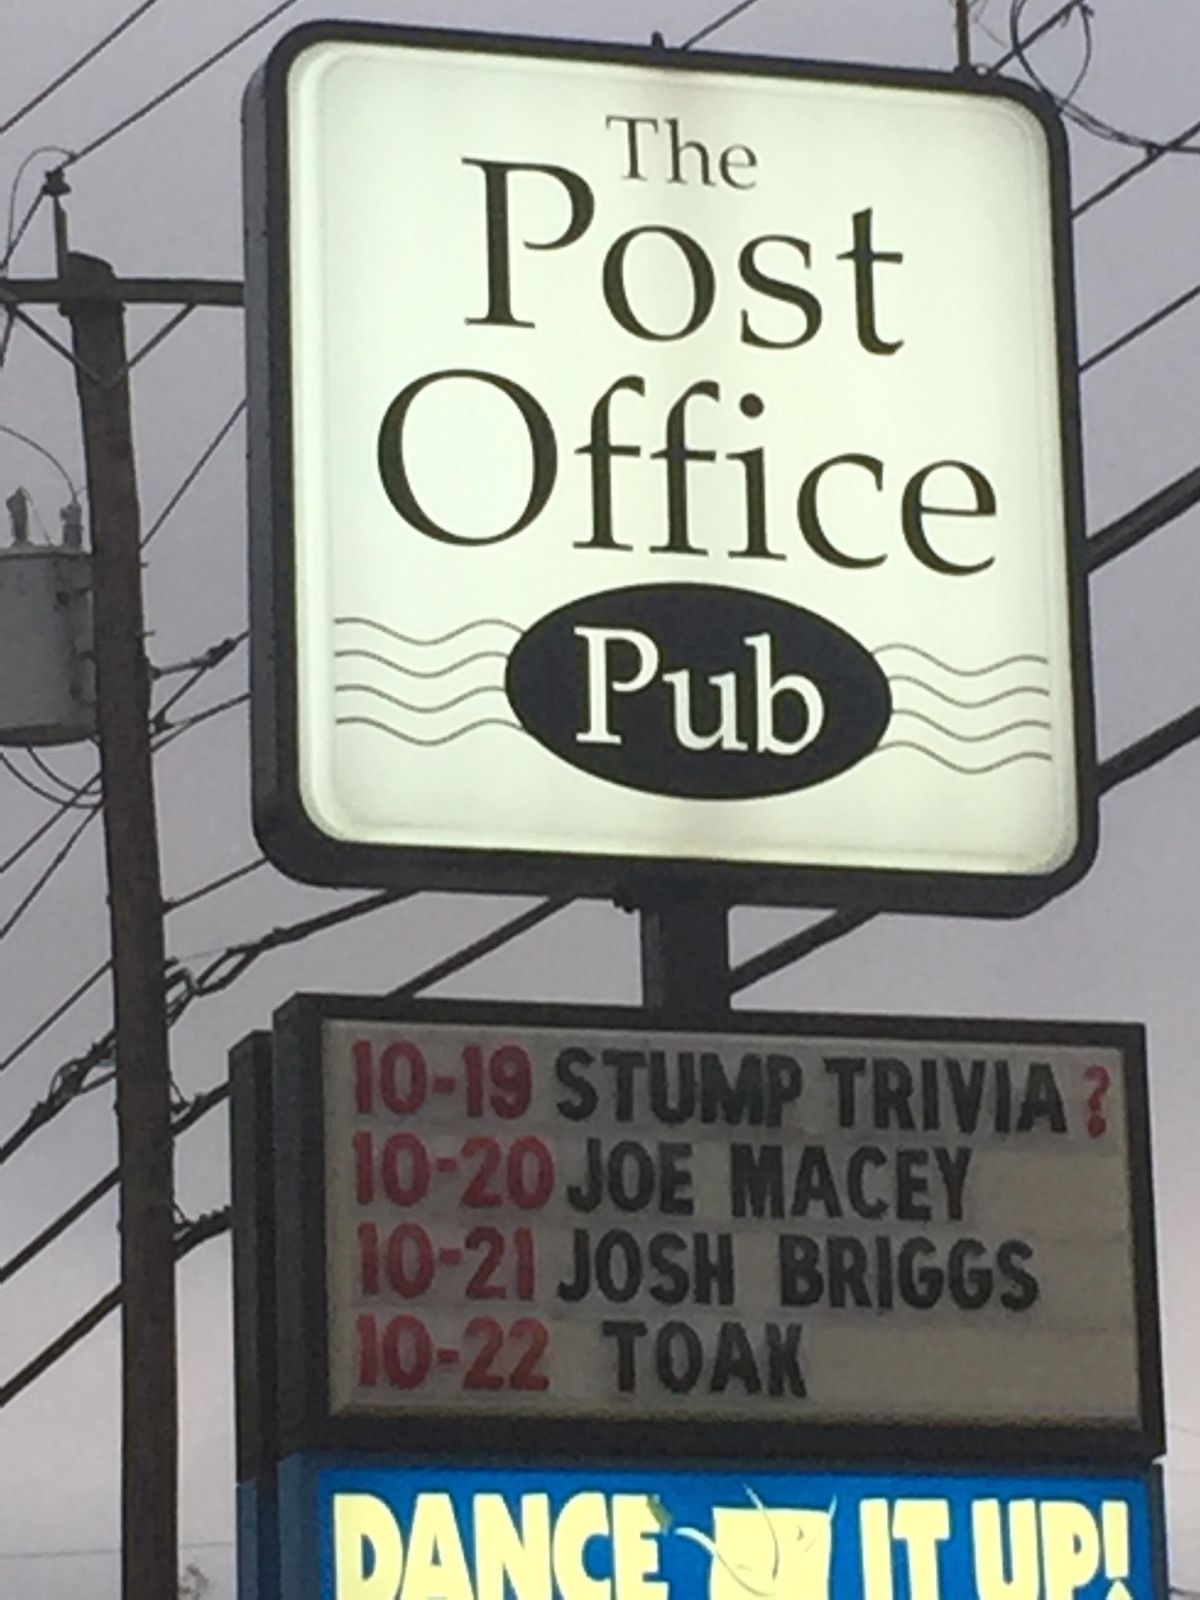 The
Post
Office
Pub
10-19 STUMP TRIVIA?
10-20 JOE MACEY
10-21 JOSH BRIGGS
10-22 TOAK
DANCE IT UP!